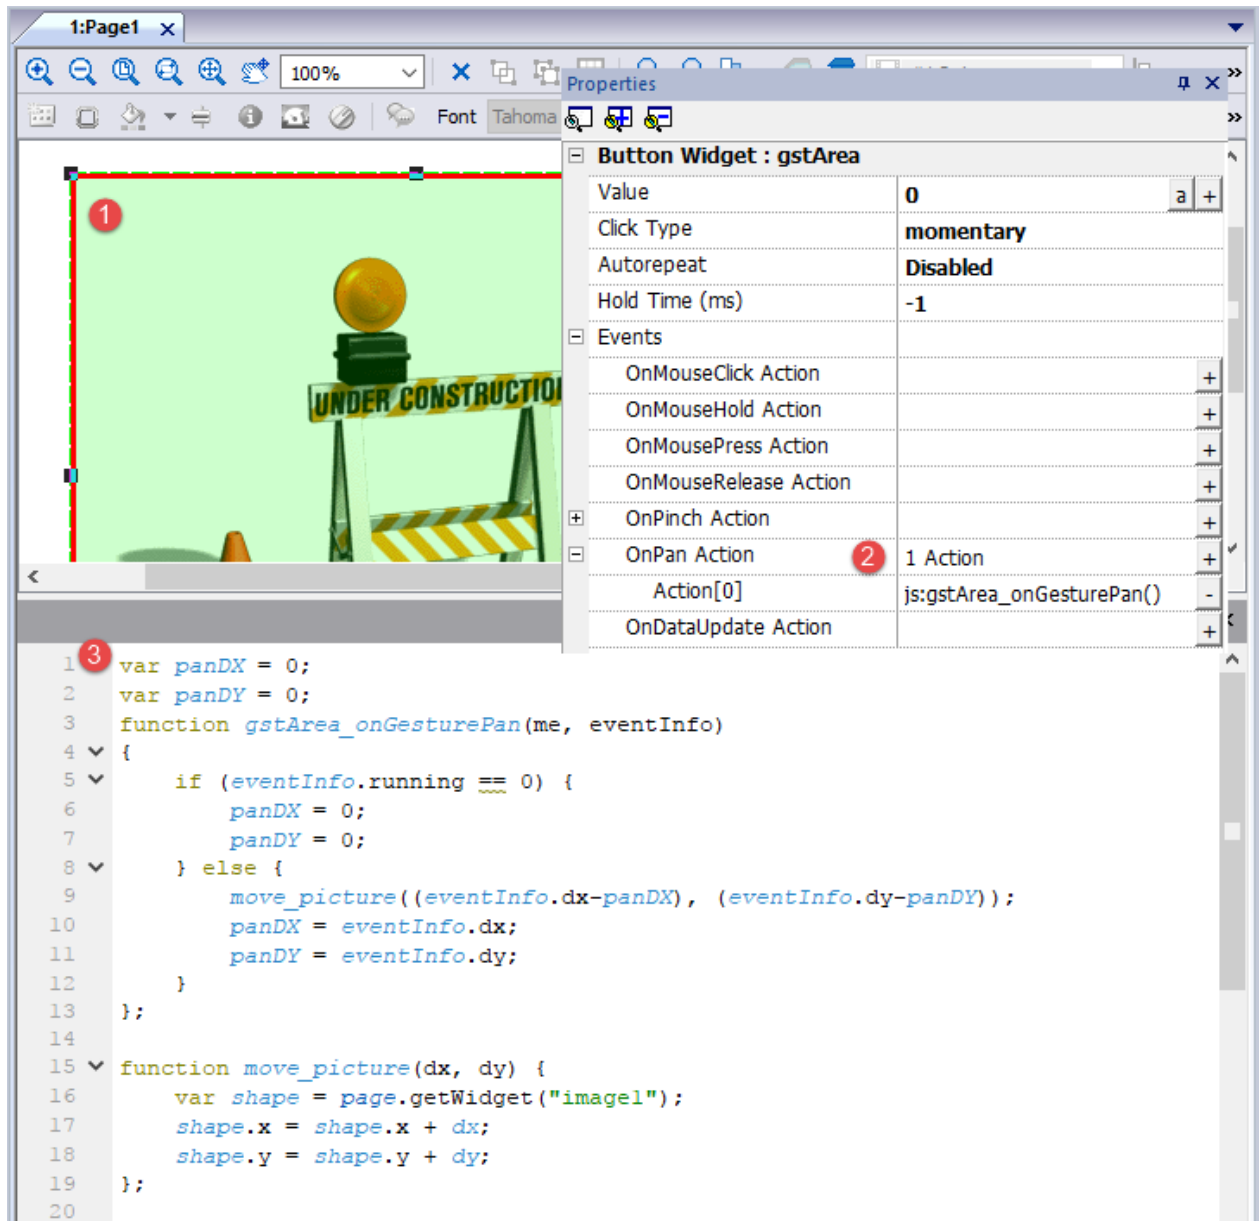 1:Page1
100%
Properties
Font Tahoma
Button Widget : gstArea
Value 0 a +
Click Type momentary
Autorepeat Disabled
Hold Time (ms) -1
Events
OnMouseClick Action +
OnMouseHold Action +
OnMousePress Action +
OnMouseRelease Action +
OnPinch Action +
OnPan Action 2 1 Action +
Action[0] js:gstArea_onGesturePan() -
OnDataUpdate Action +
1
UNDER CONSTRUCTIO
3
1 var panDX = 0;
2 var panDY = 0;
3 function gstArea_onGesturePan(me, eventInfo)
4 {
5 if (eventInfo.running == 0) {
6 panDX = 0;
7 panDY = 0;
8 } else {
9 move_picture((eventInfo.dx-panDX), (eventInfo.dy-panDY));
10 panDX = eventInfo.dx;
11 panDY = eventInfo.dy;
12 }
13 };
14
15 function move_picture(dx, dy) {
16 var shape = page.getWidget("image1");
17 shape.x = shape.x + dx;
18 shape.y = shape.y + dy;
19 };
20